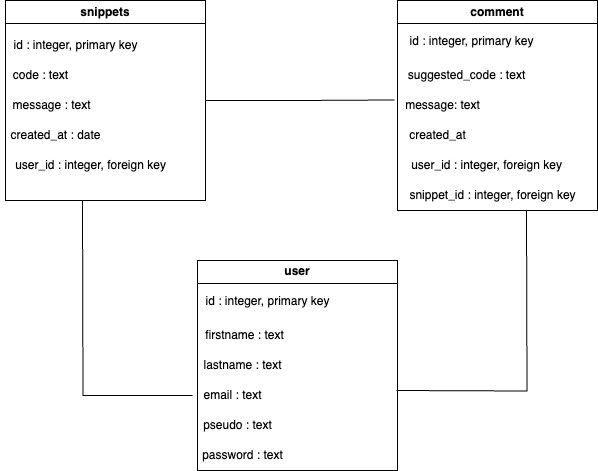 snippets
id : integer, primary key
code : text
message : text
created_at : date
user_id : integer, foreign key
comment
id : integer, primary key
suggested_code : text
message: text
created_at
user_id : integer, foreign key
snippet_id : integer, foreign key
user
id : integer, primary key
firstname : text
lastname : text
email : text
pseudo : text
password : text